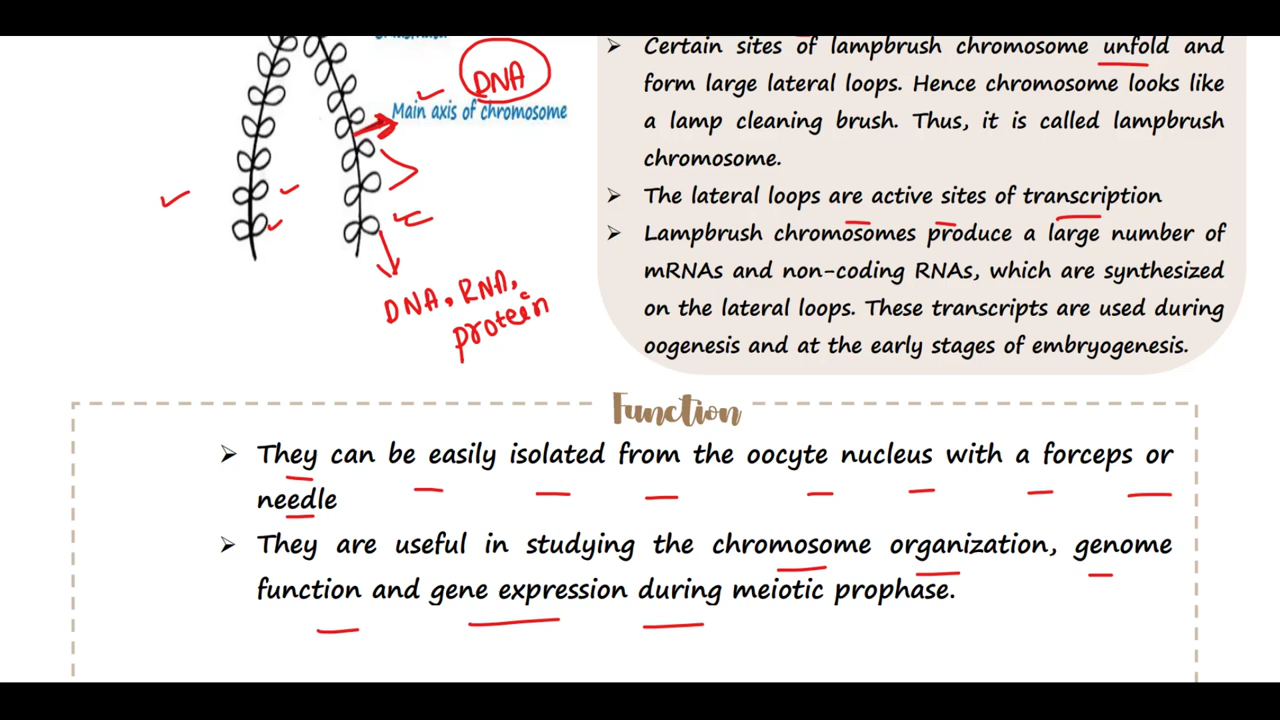 DNA
Main axis of chromosome
DNA, RNA,
protein
➤ Certain sites of lampbrush chromosome unfold and
form large lateral loops. Hence chromosome looks like
a lamp cleaning brush. Thus, it is called lampbrush
chromosome.
➤ The lateral loops are active sites of transcription
➤ Lampbrush chromosomes produce a large number of
mRNAs and non-coding RNAs, which are synthesized
on the lateral loops. These transcripts are used during
oogenesis and at the early stages of embryogenesis.
Function
➤ They can be easily isolated from the oocyte nucleus with a forceps or
needle
➤ They are useful in studying the chromosome organization, genome
function and gene expression during meiotic prophase.